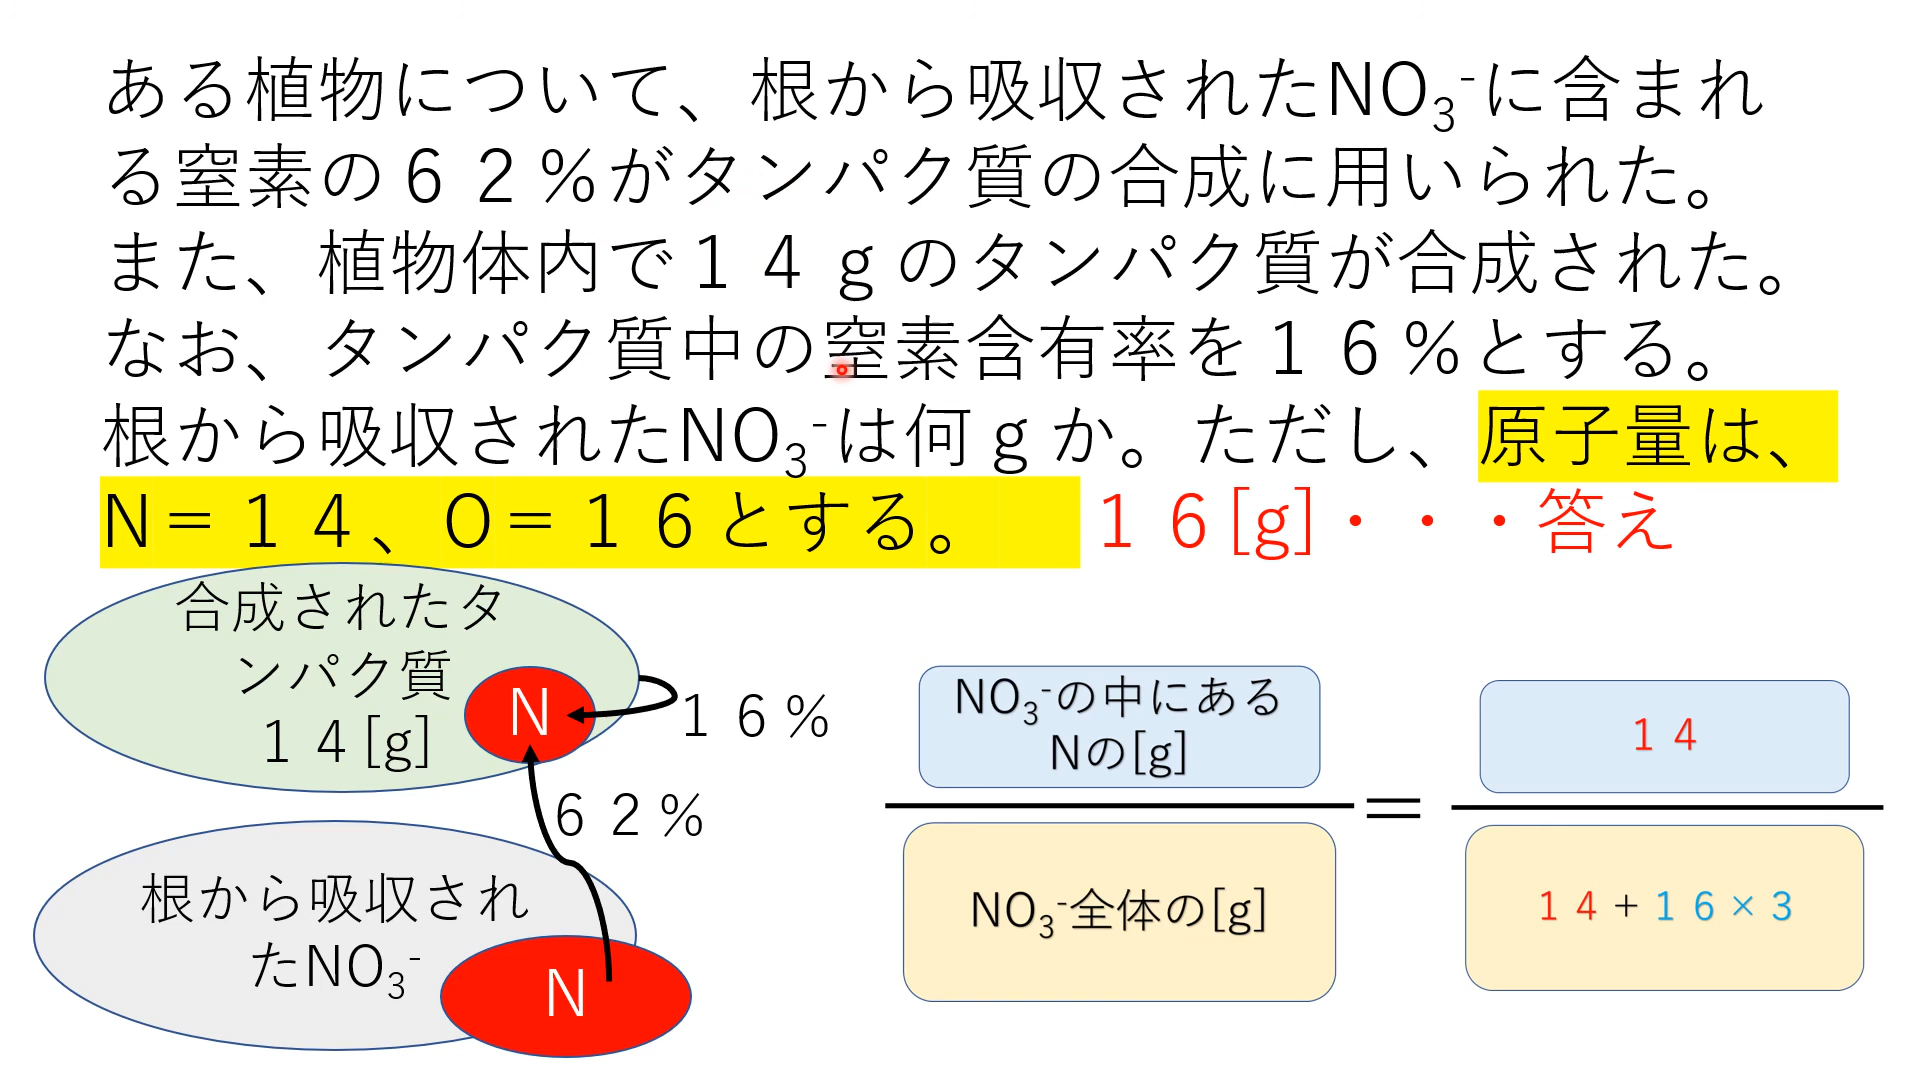 ある植物について、根から吸収されたNO₃⁻に含まれ
る窒素の６２％がタンパク質の合成に用いられた。
また、植物体内で１４ｇのタンパク質が合成された。
なお、タンパク質中の窒素含有率を１６％とする。
根から吸収されたNO₃⁻は何ｇか。ただし、原子量は、
N＝１４、O＝１６とする。 １６[g]・・・答え
合成されたタ
ンパク質
１４[g]
N
１６％
６２％
根から吸収され
たNO₃⁻
N
NO₃⁻の中にある
Nの[g]
NO₃⁻全体の[g]
＝
１４
１４＋１６×３